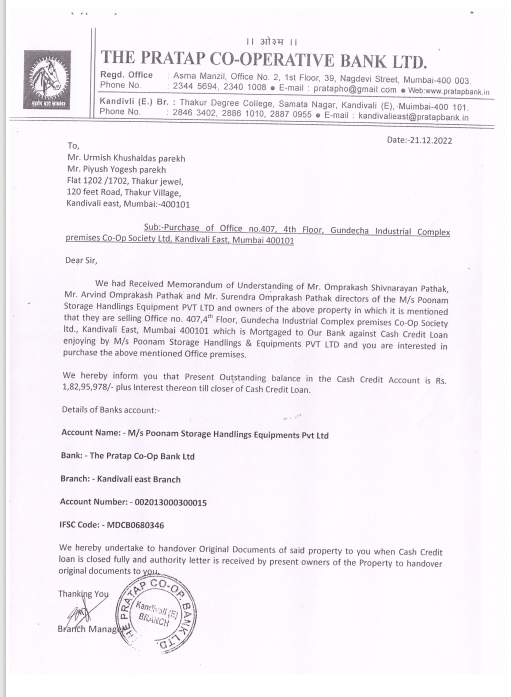 ।। ओ३म ।।
THE PRATAP CO-OPERATIVE BANK LTD.
Regd. Office : Asma Manzil, Office No. 2, 1st Floor, 39, Nagdevi Street, Mumbai-400 003.
Phone No. : 2344 5694, 2340 1008 ● E-mail : pratapho@gmail.com ● Web:www.pratapbank.in
Kandivli (E.) Br. : Thakur Degree College, Samata Nagar, Kandivali (E.), Muimbai-400 101.
Phone No. : 2846 3402, 2886 1010, 2887 0955 ● E-mail : kandivalieast@pratapbank.in
Date:-21.12.2022
To,
Mr. Urmish Khushaldas parekh
Mr. Piyush Yogesh parekh
Flat 1202 /1702, Thakur jewel,
120 feet Road, Thakur Village,
Kandivali east, Mumbai:-400101
Sub:-Purchase of Office no.407, 4th Floor, Gundecha Industrial Complex
premises Co-Op Society Ltd, Kandivali East, Mumbai 400101
Dear Sir,
We had Received Memorandum of Understanding of Mr. Omprakash Shivnarayan Pathak,
Mr. Arvind Omprakash Pathak and Mr. Surendra Omprakash Pathak directors of the M/s Poonam
Storage Handlings Equipment PVT LTD and owners of the above property in which it is mentioned
that they are selling Office no. 407,4th Floor, Gundecha Industrial Complex premises Co-Op Society
ltd., Kandivali East, Mumbai 400101 which is Mortgaged to Our Bank against Cash Credit Loan
enjoying by M/s Poonam Storage Handlings & Equipments PVT LTD and you are interested in
purchase the above mentioned Office premises.
We hereby inform you that Present Outstanding balance in the Cash Credit Account is Rs.
1,82,95,978/- plus Interest thereon till closer of Cash Credit Loan.
Details of Banks account:-
Account Name: - M/s Poonam Storage Handlings Equipments Pvt Ltd
Bank: - The Pratap Co-Op Bank Ltd
Branch: - Kandivali east Branch
Account Number: - 002013000300015
IFSC Code: - MDCB0680346
We hereby undertake to handover Original Documents of said property to you when Cash Credit
loan is closed fully and authority letter is received by present owners of the Property to handover
original documents to you.
Thanking You
Branch Manager
THE PRATAP CO-OP. BANK LTD.
Kandivali (E)
BRANCH